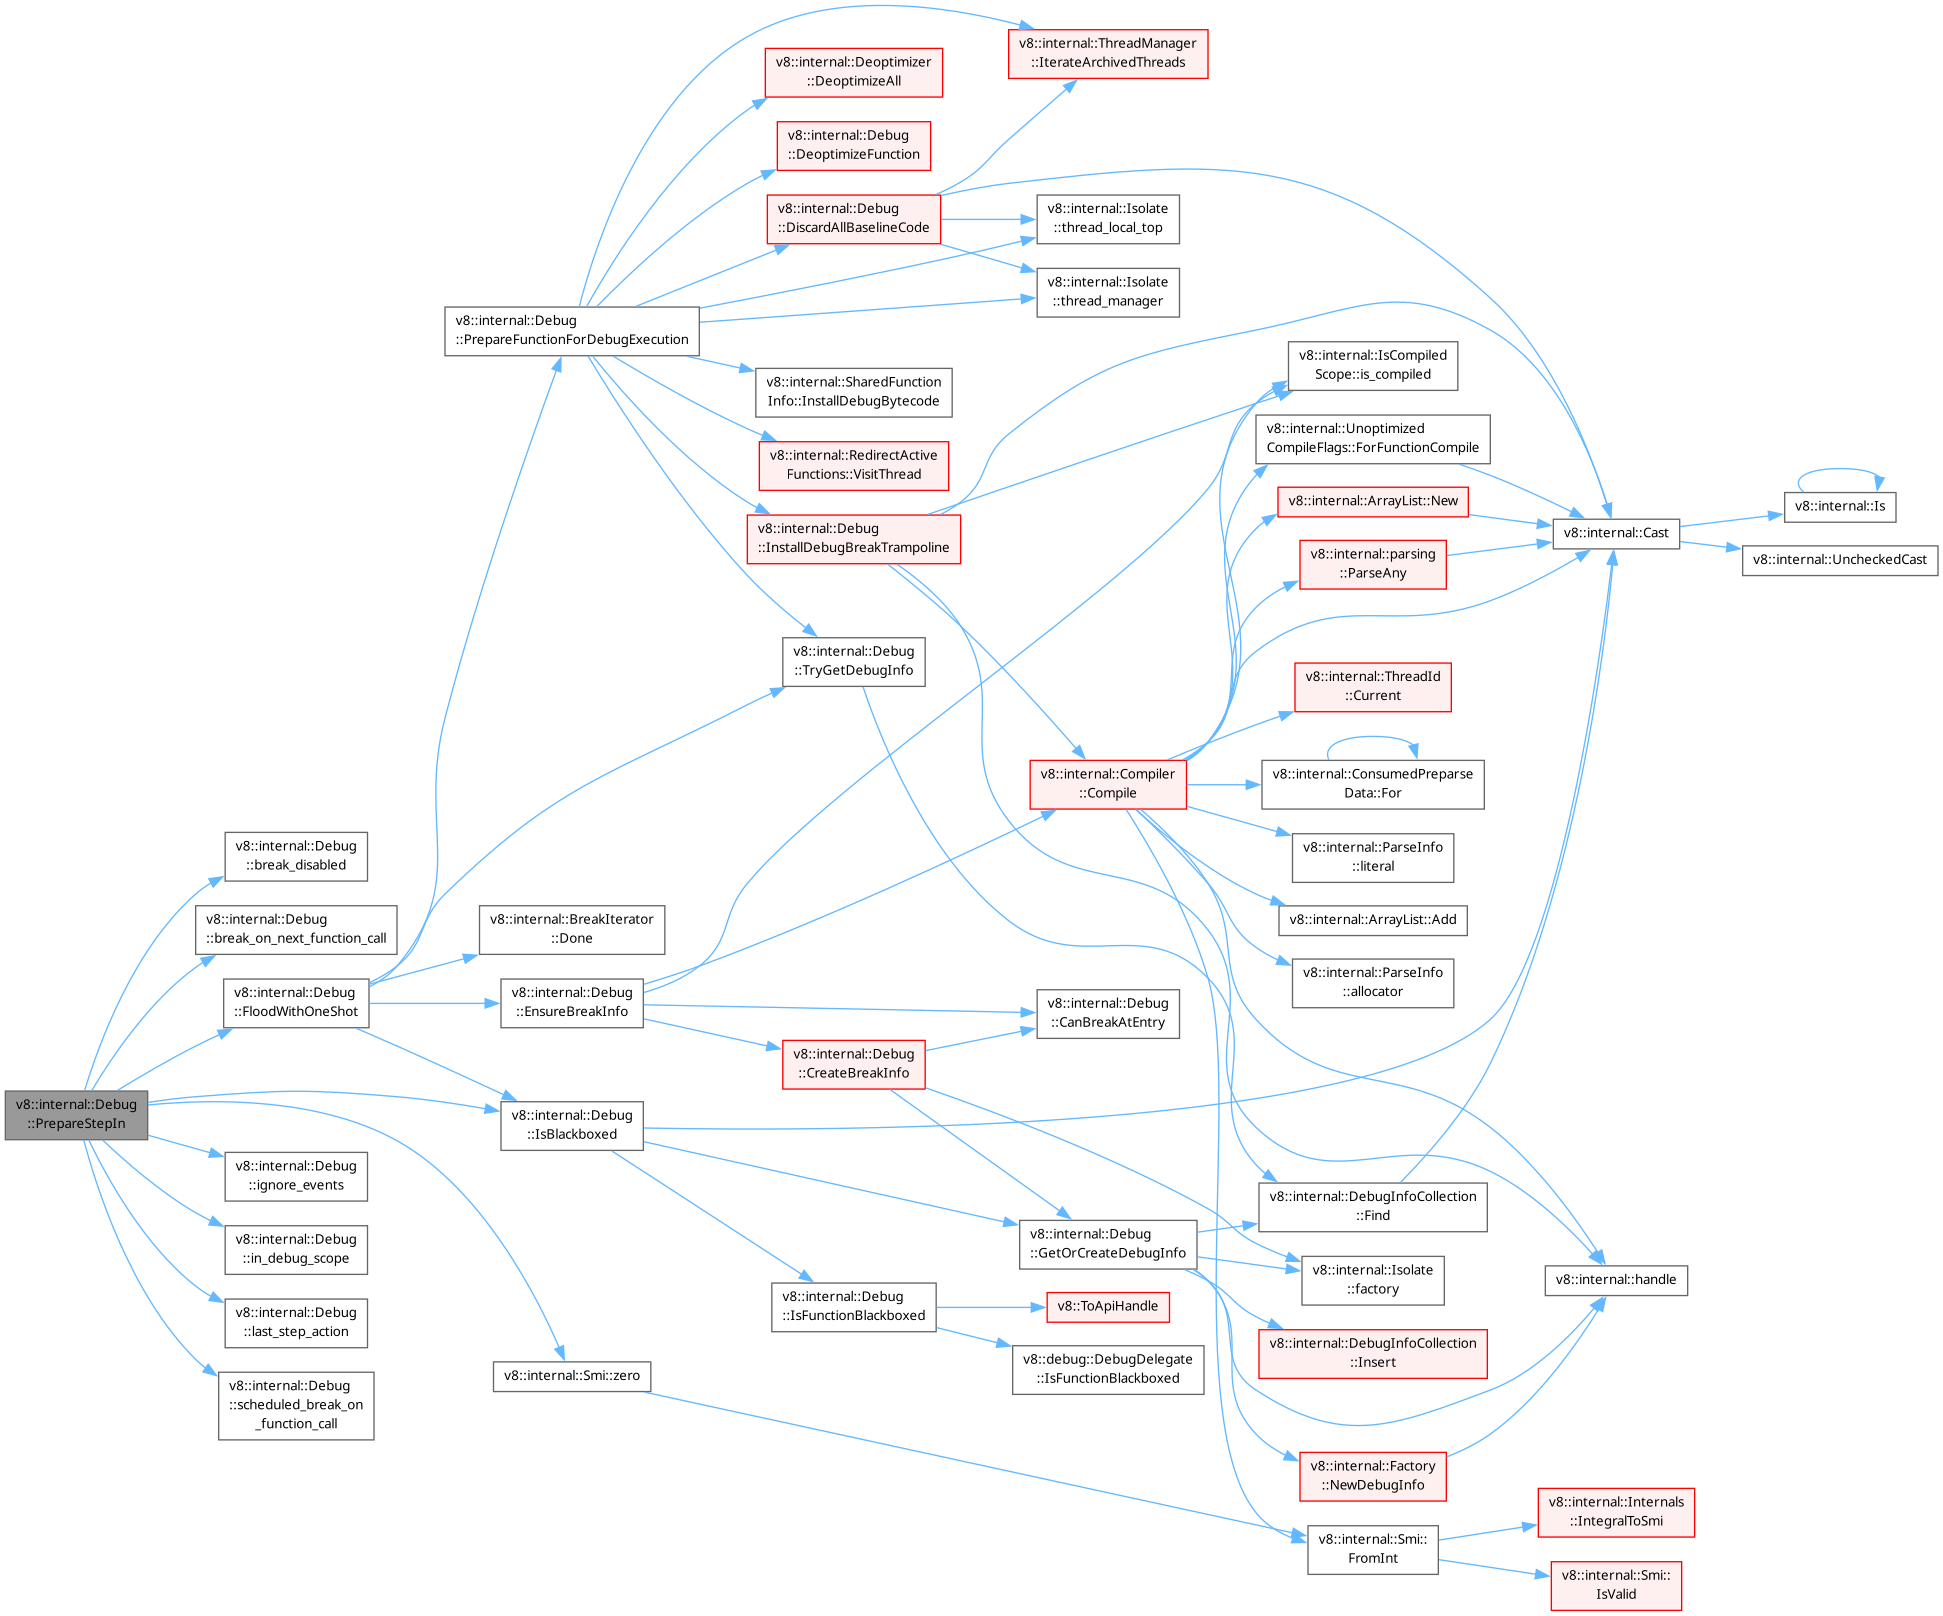 v8::internal::ThreadManager
::IterateArchivedThreads
v8::internal::Deoptimizer
::DeoptimizeAll
v8::internal::Debug
::DeoptimizeFunction
v8::internal::Debug
::DiscardAllBaselineCode
v8::internal::Isolate
::thread_local_top
v8::internal::Isolate
::thread_manager
v8::internal::Debug
::PrepareFunctionForDebugExecution
v8::internal::SharedFunction
Info::InstallDebugBytecode
v8::internal::IsCompiled
Scope::is_compiled
v8::internal::RedirectActive
Functions::VisitThread
v8::internal::Unoptimized
CompileFlags::ForFunctionCompile
v8::internal::ArrayList::New
v8::internal::Is
v8::internal::Debug
::InstallDebugBreakTrampoline
v8::internal::Cast
v8::internal::parsing
::ParseAny
v8::internal::UncheckedCast
v8::internal::Debug
::TryGetDebugInfo
v8::internal::ThreadId
::Current
v8::internal::Compiler
::Compile
v8::internal::ConsumedPreparse
Data::For
v8::internal::Debug
::break_disabled
v8::internal::ParseInfo
::literal
v8::internal::Debug
::break_on_next_function_call
v8::internal::BreakIterator
::Done
v8::internal::ArrayList::Add
v8::internal::Debug
::FloodWithOneShot
v8::internal::Debug
::EnsureBreakInfo
v8::internal::ParseInfo
::allocator
v8::internal::Debug
::CanBreakAtEntry
v8::internal::Debug
::CreateBreakInfo
v8::internal::Debug
::PrepareStepIn
v8::internal::Debug
::IsBlackboxed
v8::internal::Debug
::ignore_events
v8::internal::DebugInfoCollection
::Find
v8::internal::Debug
::in_debug_scope
v8::internal::Debug
::GetOrCreateDebugInfo
v8::internal::Isolate
::factory
v8::internal::handle
v8::internal::Debug
::last_step_action
v8::internal::Debug
::IsFunctionBlackboxed
v8::ToApiHandle
v8::internal::DebugInfoCollection
::Insert
v8::internal::Debug
::scheduled_break_on
_function_call
v8::internal::Smi::zero
v8::debug::DebugDelegate
::IsFunctionBlackboxed
v8::internal::Factory
::NewDebugInfo
v8::internal::Smi::
FromInt
v8::internal::Internals
::IntegralToSmi
v8::internal::Smi::
IsValid